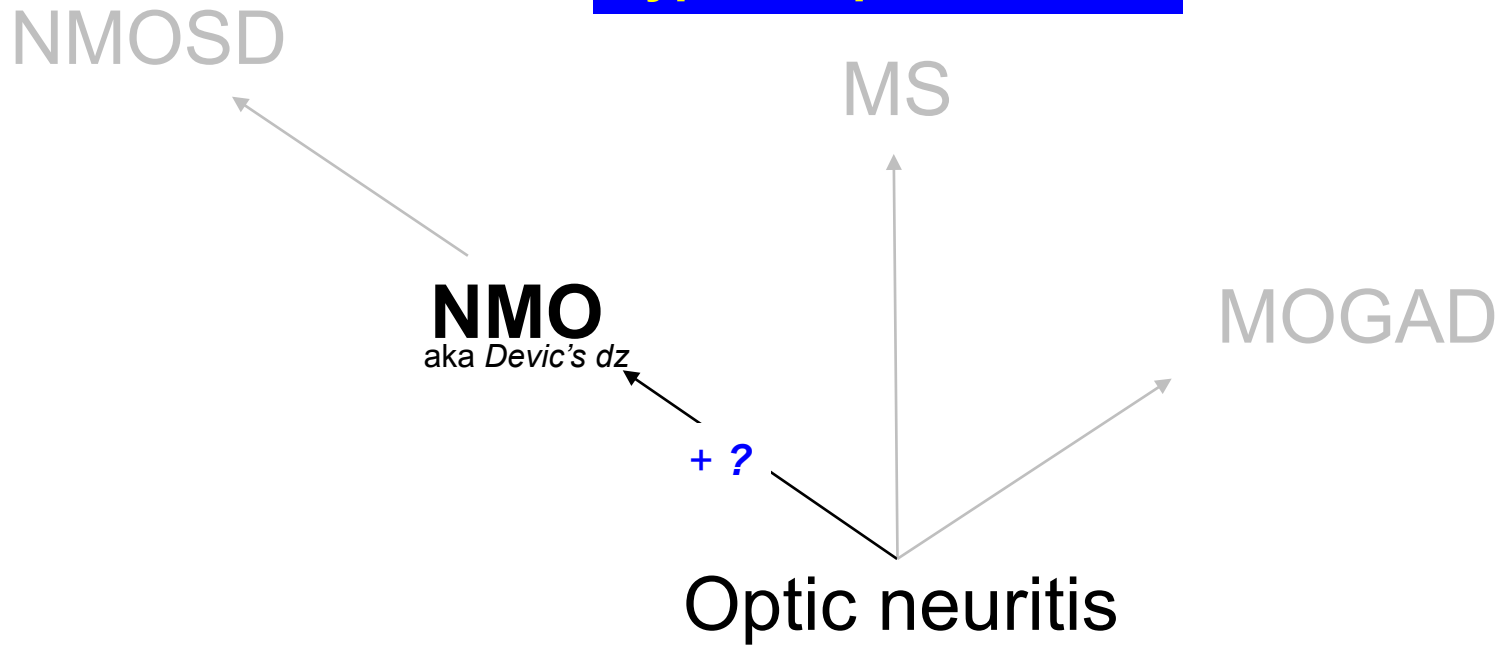 NMOSD
MS
NMO
aka Devic's dz
MOGAD
+ ?
Optic neuritis